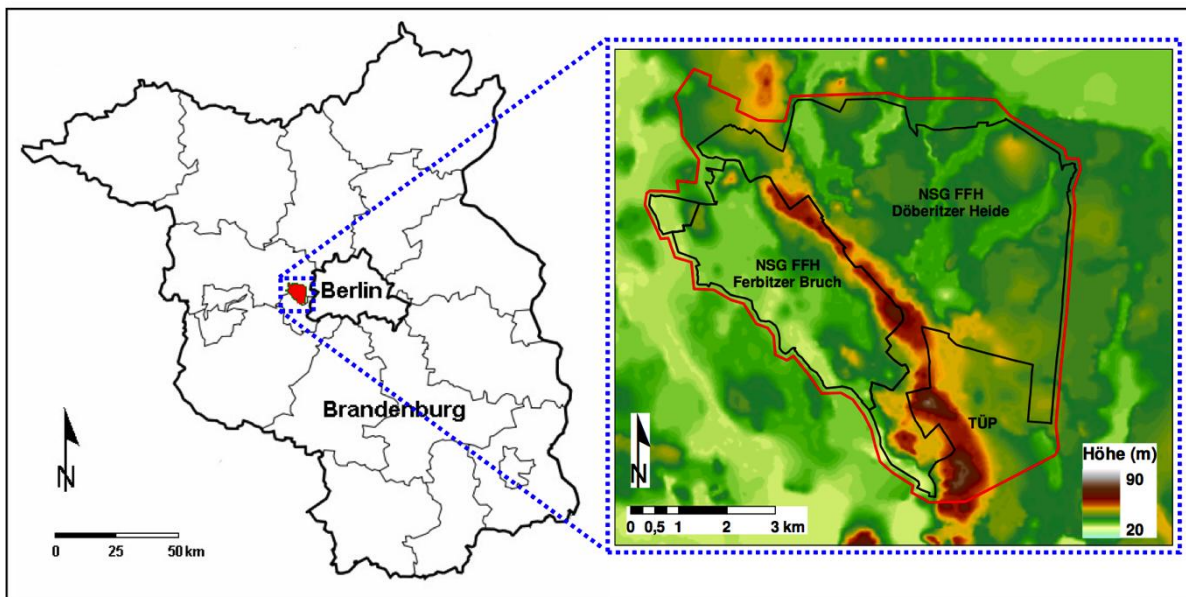 Berlin
Brandenburg
N
0 25 50 km
NSG FFH
Döberitzer Heide
NSG FFH
Ferbitzer Bruch
TÜP
N
0 0,5 1 2 3 km
Höhe (m)
90
20